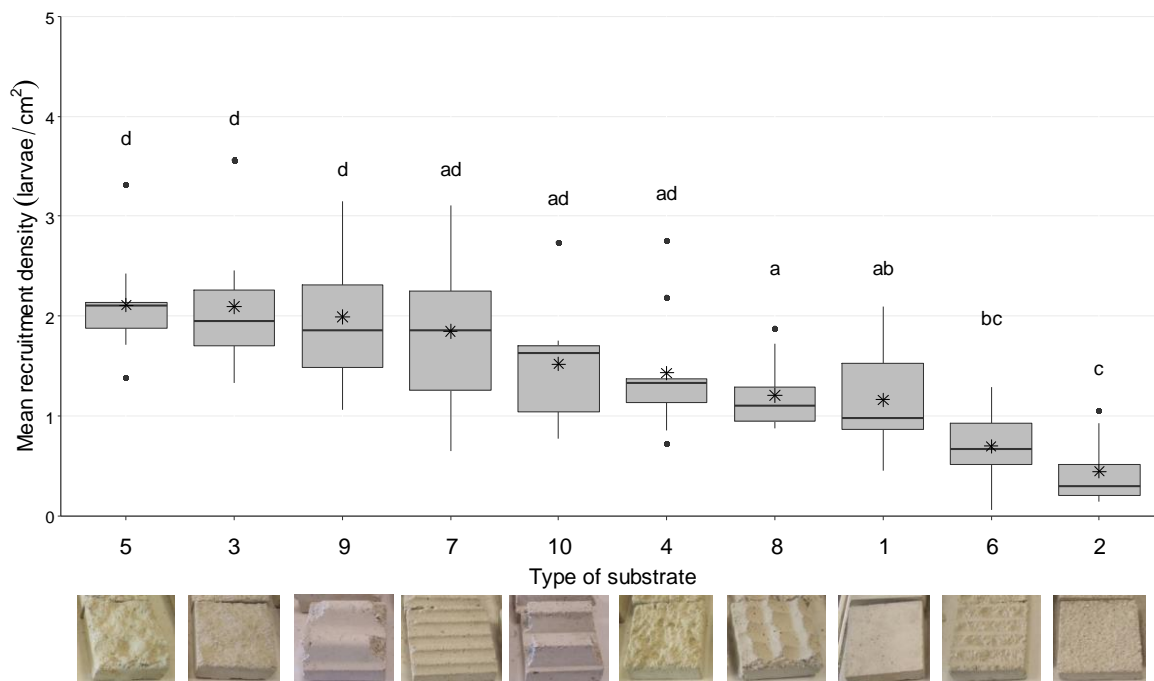 Mean recruitment density (larvae/cm²)
5
4
3
2
1
0
d
d
d
ad
ad
ad
a
ab
bc
c
5 3 9 7 10 4 8 1 6 2
Type of substrate